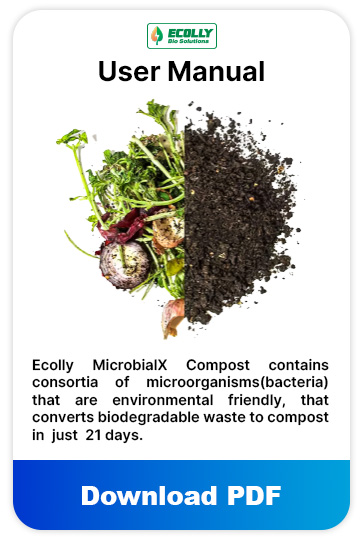 ECOLLY
Bio Solutions
User Manual
Ecolly MicrobialX Compost contains
consortia of microorganisms(bacteria)
that are environmental friendly, that
converts biodegradable waste to compost
in just 21 days.
Download PDF